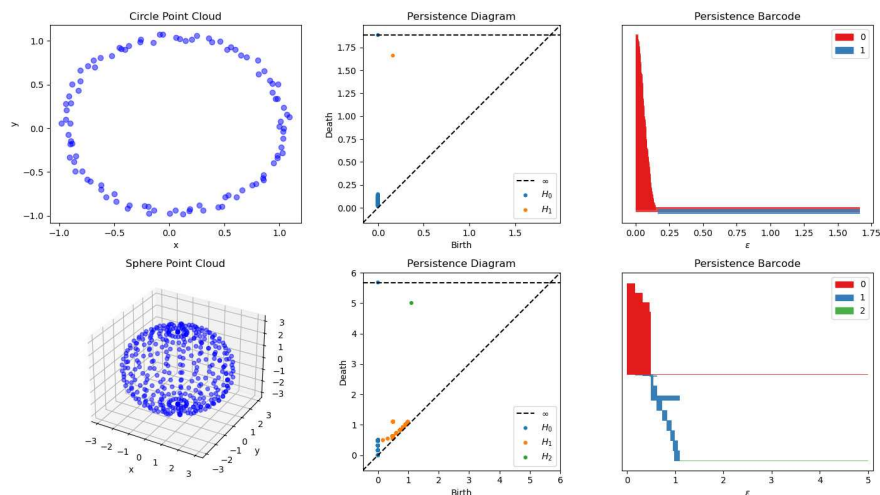 Circle Point Cloud
1.0
0.5
0.0
−0.5
−1.0
y
−1.0 −0.5 0.0 0.5 1.0
x
Persistence Diagram
1.75
1.50
1.25
1.00
0.75
0.50
0.25
0.00
Death
∞
H₀
H₁
0.0 0.5 1.0 1.5
Birth
Persistence Barcode
0
1
0.00 0.25 0.50 0.75 1.00 1.25 1.50 1.75
ε
Sphere Point Cloud
3
2
1
0
−1
−2
−3
−3 −2 −1 0 1 2 3
x
−3 −2 −1 0 1 2 3
y
Persistence Diagram
6
5
4
3
2
1
0
Death
∞
H₀
H₁
H₂
0 1 2 3 4 5 6
Birth
Persistence Barcode
0
1
2
0 1 2 3 4 5
ε